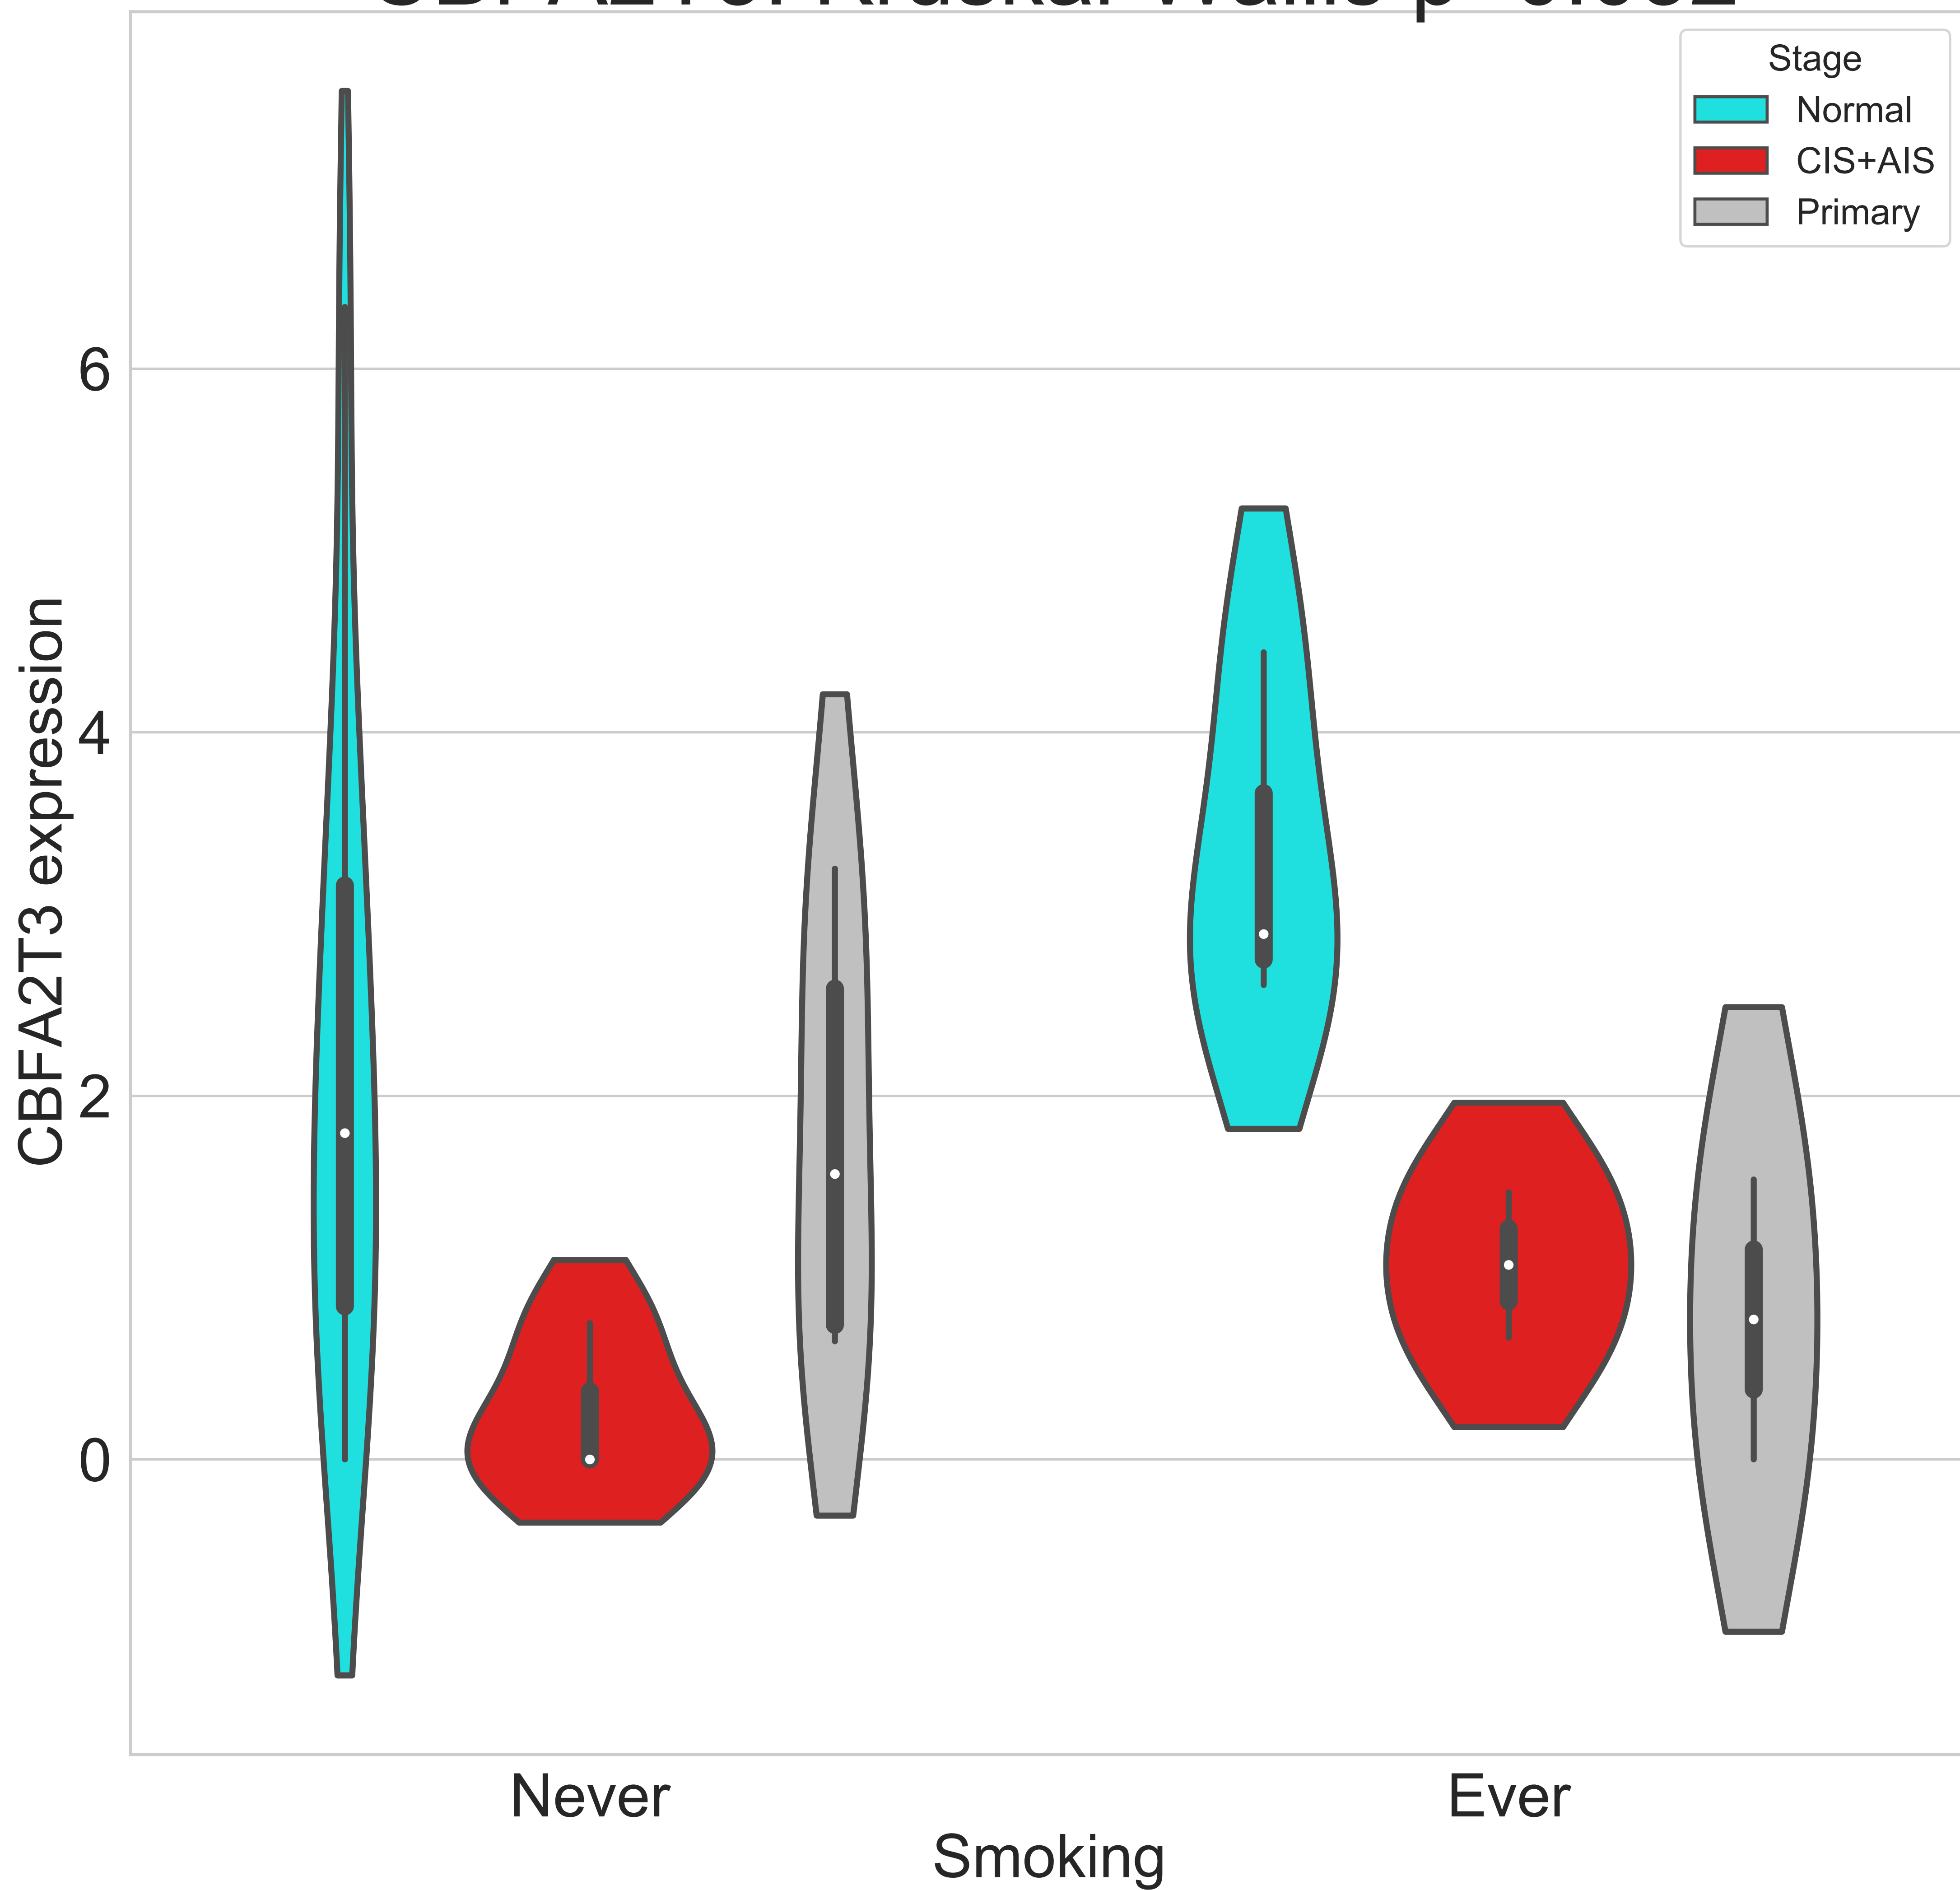 Stage
Normal
CIS+AIS
Primary
6
4
2
0
CBFA2T3 expression
Never
Ever
Smoking